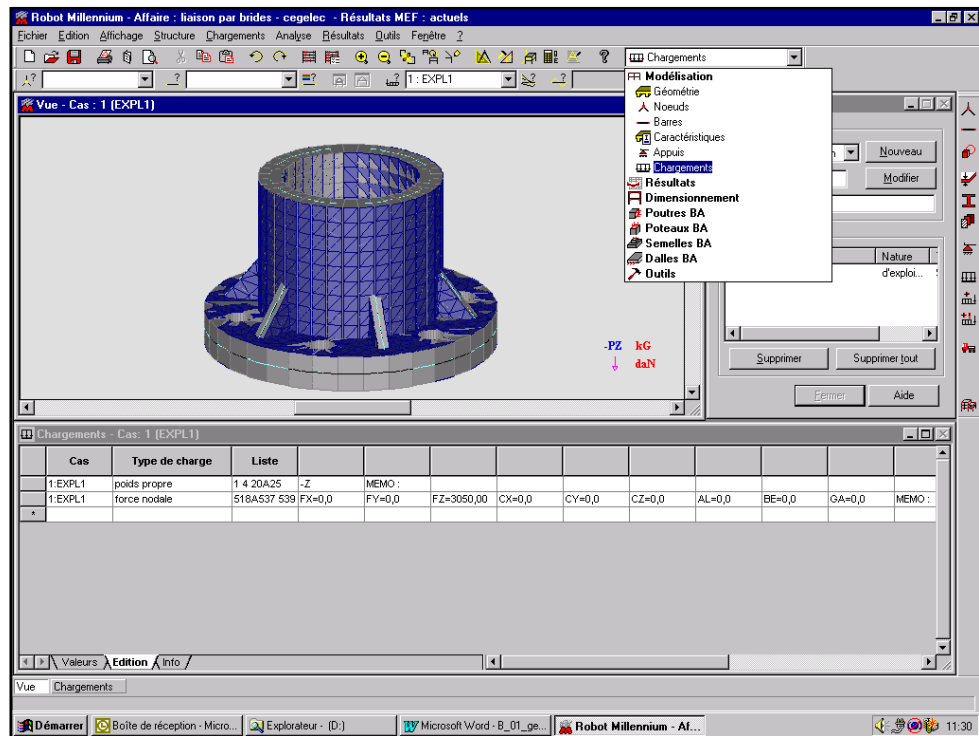 Robot Millennium - Affaire : liaison par brides - cegelec - Résultats MEF : actuels
Fichier Edition Affichage Structure Chargements Analyse Résultats Outils Fenêtre ?
Chargements
1 : EXPL1
Modélisation
Géométrie
Noeuds
Barres
Caractéristiques
Appuis
Chargements
Résultats
Dimensionnement
Poutres BA
Poteaux BA
Semelles BA
Dalles BA
Outils
Vue - Cas : 1 (EXPL1)
Nouveau
Modifier
Nature
d'exploi...
-PZ kG
daN
Supprimer Supprimer tout
Fermer Aide
Chargements - Cas: 1 (EXPL1)
Cas Type de charge Liste
1:EXPL1 poids propre 1 4 20A25 -Z MEMO :
1:EXPL1 force nodale 518A537 539 FX=0,0 FY=0,0 FZ=3050,00 CX=0,0 CY=0,0 CZ=0,0 AL=0,0 BE=0,0 GA=0,0 MEMO :
*
Valeurs Edition Info
Vue Chargements
Démarrer Boîte de réception - Micro... Explorateur - (D:) Microsoft Word - B_01_ge... Robot Millennium - Af... 11:30